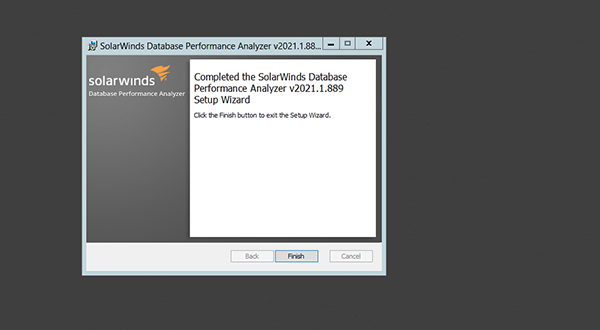 SolarWinds Database Performance Analyzer v2021.1.889...
solarwinds
Database Performance Analyzer
Completed the SolarWinds Database
Performance Analyzer v2021.1.889
Setup Wizard
Click the Finish button to exit the Setup Wizard.
Back
Finish
Cancel